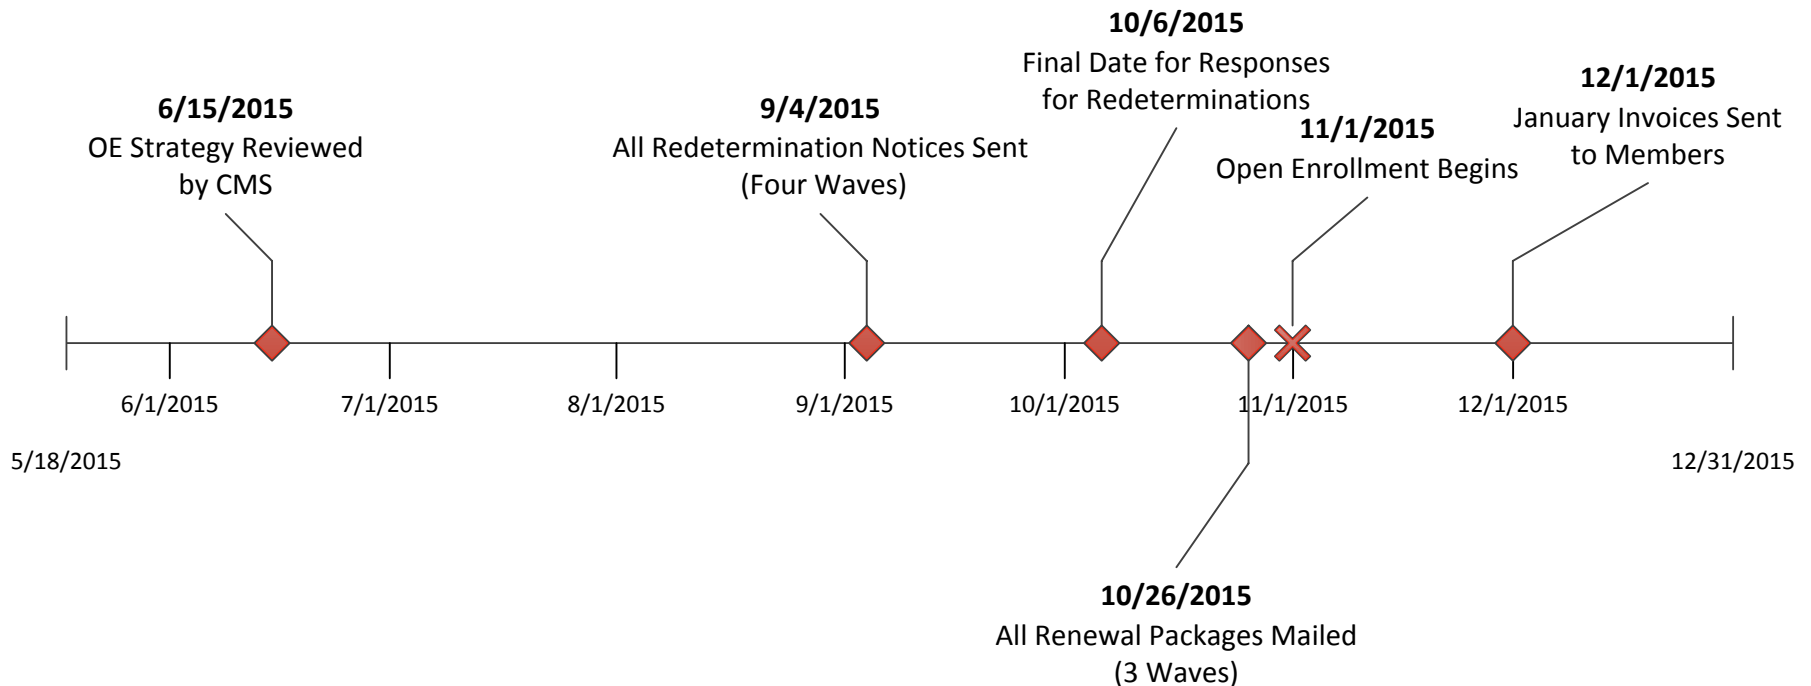 6/15/2015
OE Strategy Reviewed
by CMS
9/4/2015
All Redetermination Notices Sent
(Four Waves)
10/6/2015
Final Date for Responses
for Redeterminations
11/1/2015
Open Enrollment Begins
12/1/2015
January Invoices Sent
to Members
6/1/2015
7/1/2015
8/1/2015
9/1/2015
10/1/2015
11/1/2015
12/1/2015
5/18/2015
12/31/2015
10/26/2015
All Renewal Packages Mailed
(3 Waves)